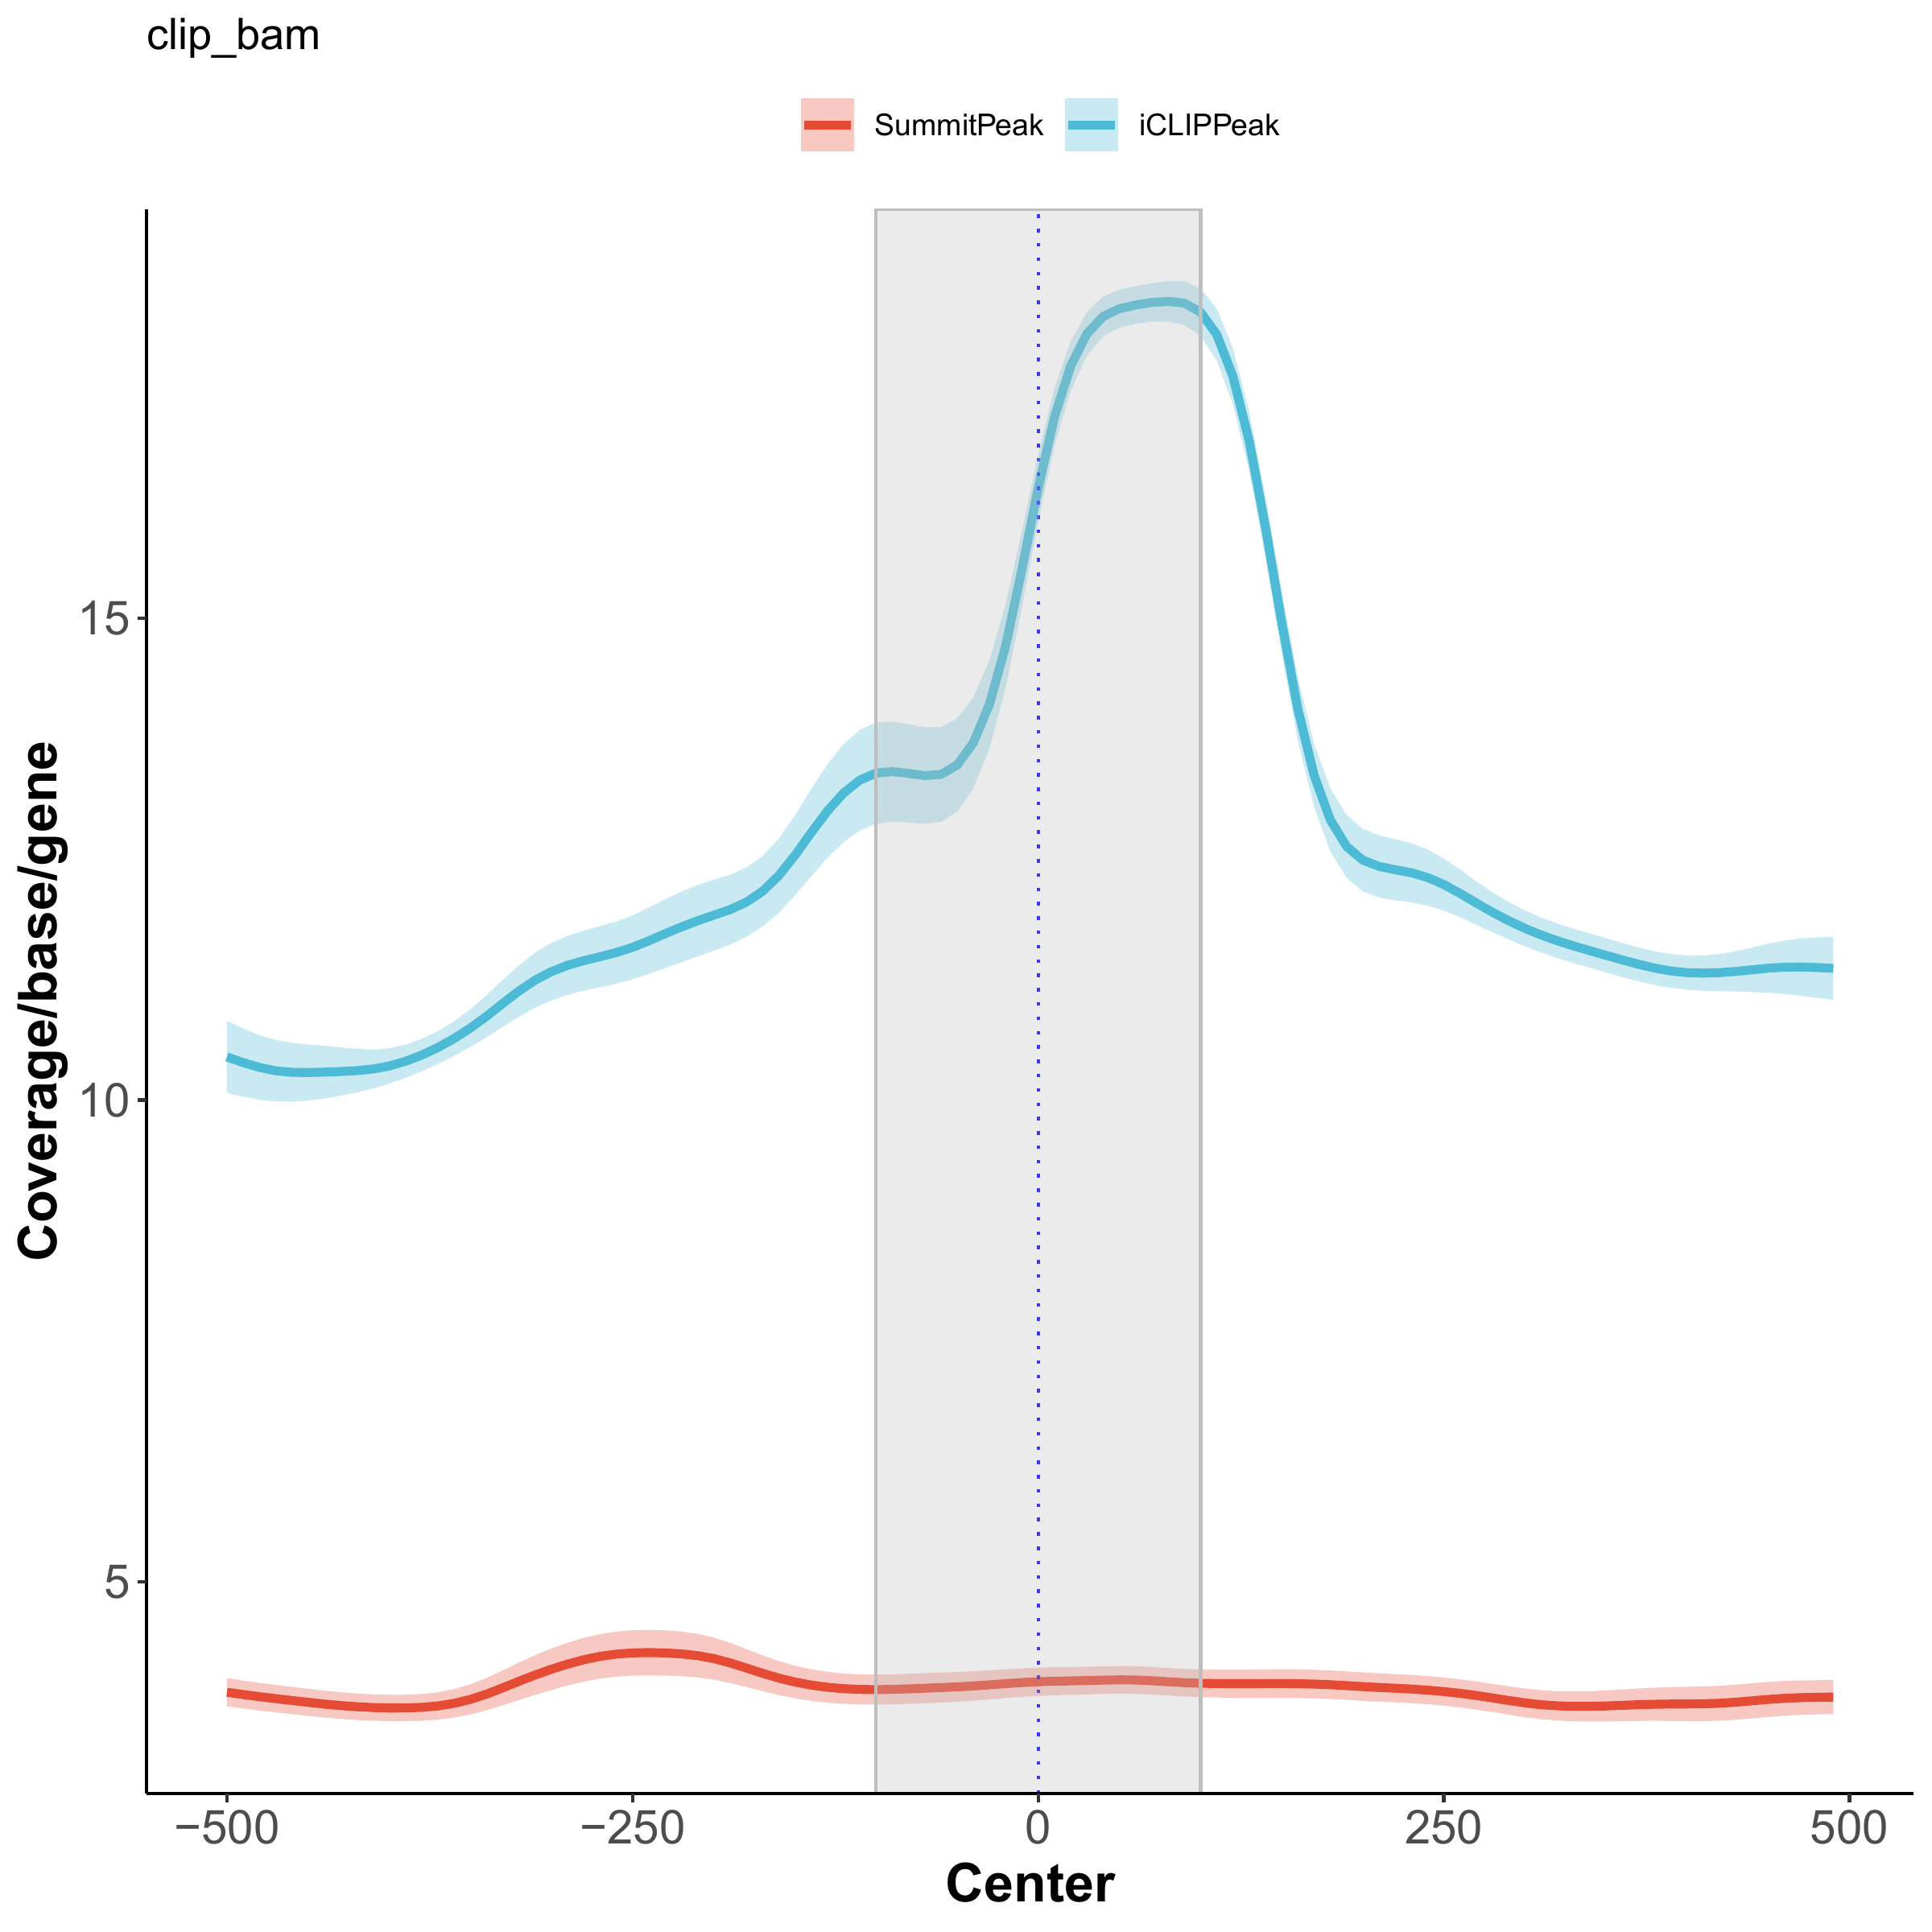 clip_bam
SummitPeak iCLIPPeak
Coverage/base/gene
15
10
5
−500 −250 0 250 500
Center